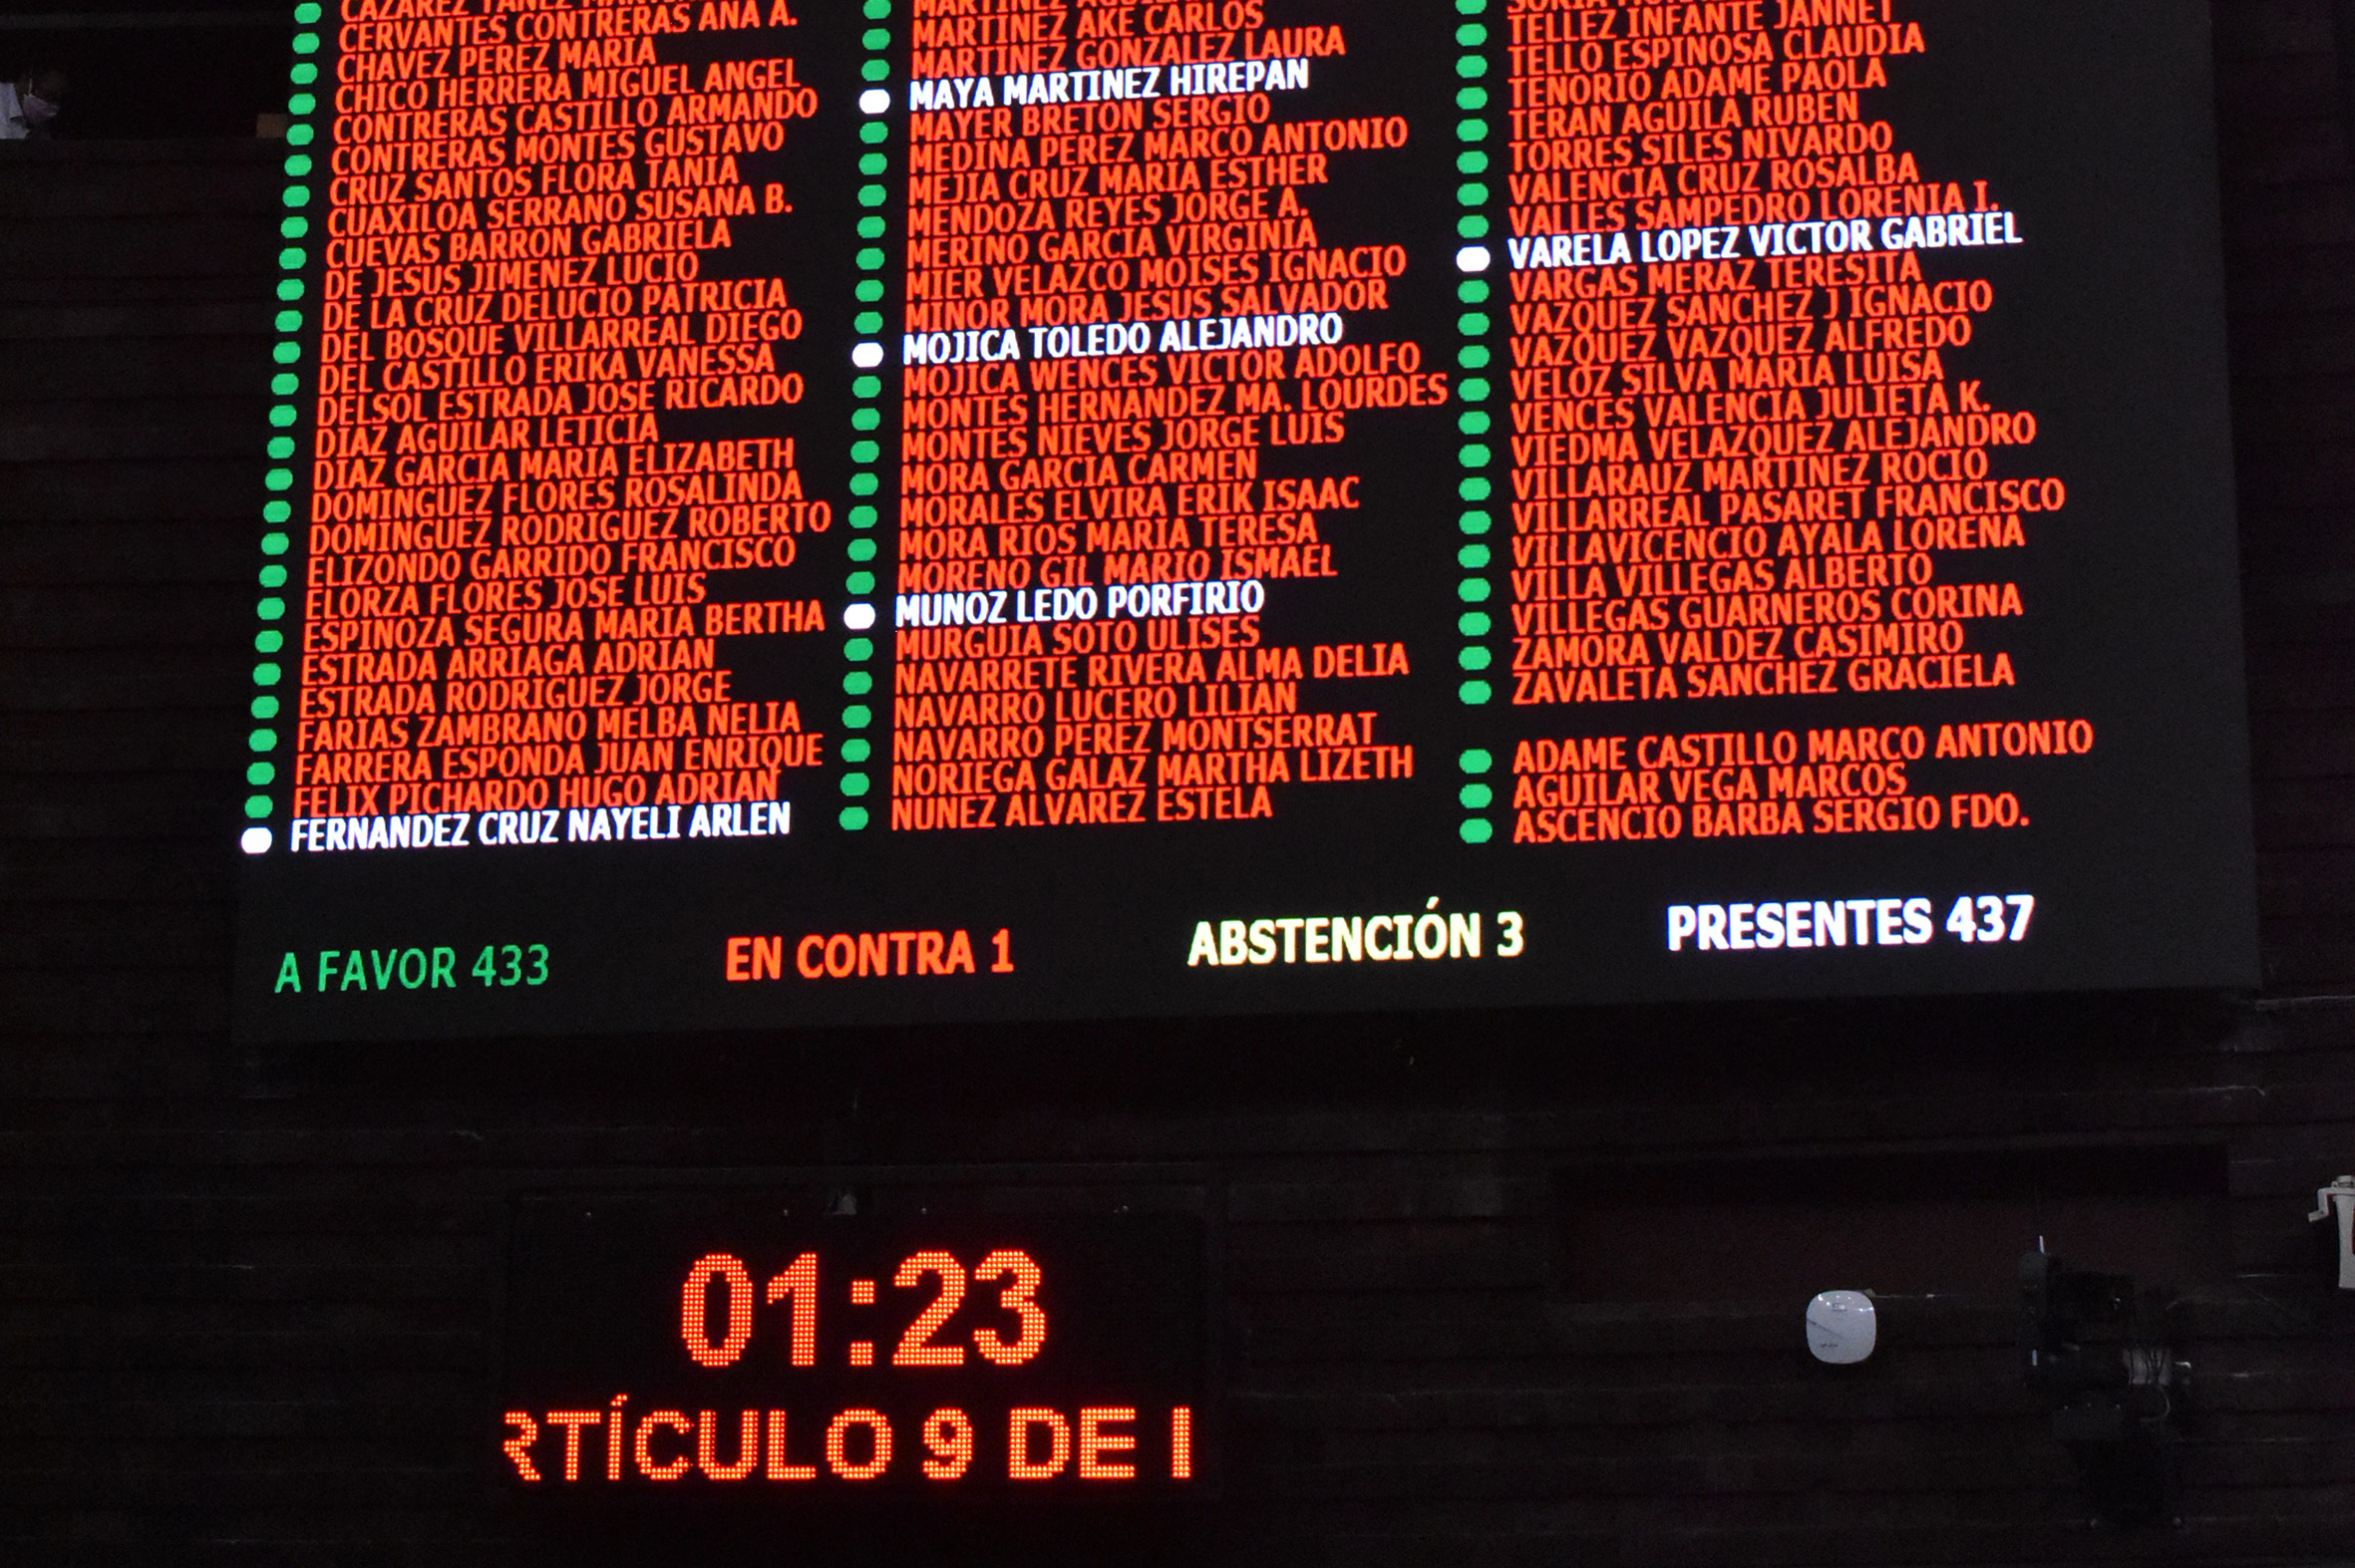 CAZAREZ YANEZ
CERVANTES CONTRERAS ANA A.
CHAVEZ PEREZ MARIA
CHICO HERRERA MIGUEL ANGEL
CONTRERAS CASTILLO ARMANDO
CONTRERAS MONTES GUSTAVO
CRUZ SANTOS FLORA TANIA
CUAXILOA SERRANO SUSANA B.
CUEVAS BARRON GABRIELA
DE JESUS JIMENEZ LUCIO
DE LA CRUZ DELUCIO PATRICIA
DEL BOSQUE VILLARREAL DIEGO
DEL CASTILLO ERIKA VANESSA
DELSOL ESTRADA JOSE RICARDO
DIAZ AGUILAR LETICIA
DIAZ GARCIA MARIA ELIZABETH
DOMINGUEZ FLORES ROSALINDA
DOMINGUEZ RODRIGUEZ ROBERTO
ELIZONDO GARRIDO FRANCISCO
ELORZA FLORES JOSE LUIS
ESPINOZA SEGURA MARIA BERTHA
ESTRADA ARRIAGA ADRIAN
ESTRADA RODRIGUEZ JORGE
FARIAS ZAMBRANO MELBA NELIA
FARRERA ESPONDA JUAN ENRIQUE
FELIX PICHARDO HUGO ADRIAN
FERNANDEZ CRUZ NAYELI ARLEN
MARTINEZ
MARTINEZ AKE CARLOS
MARTINEZ GONZALEZ LAURA
MAYA MARTINEZ HIREPAN
MAYER BRETON SERGIO
MEDINA PEREZ MARCO ANTONIO
MEJIA CRUZ MARIA ESTHER
MENDOZA REYES JORGE A.
MERINO GARCIA VIRGINIA
MIER VELAZCO MOISES IGNACIO
MINOR MORA JESUS SALVADOR
MOJICA TOLEDO ALEJANDRO
MOJICA WENCES VICTOR ADOLFO
MONTES HERNANDEZ MA. LOURDES
MONTES NIEVES JORGE LUIS
MORA GARCIA CARMEN
MORALES ELVIRA ERIK ISAAC
MORA RIOS MARIA TERESA
MORENO GIL MARIO ISMAEL
MUNOZ LEDO PORFIRIO
MURGUIA SOTO ULISES
NAVARRETE RIVERA ALMA DELIA
NAVARRO LUCERO LILIAN
NAVARRO PEREZ MONTSERRAT
NORIEGA GALAZ MARTHA LIZETH
NUNEZ ALVAREZ ESTELA
TELLEZ INFANTE JANNET
TELLO ESPINOSA CLAUDIA
TENORIO ADAME PAOLA
TERAN AGUILA RUBEN
TORRES SILES NIVARDO
VALENCIA CRUZ ROSALBA
VALLES SAMPEDRO LORENIA I.
VARELA LOPEZ VICTOR GABRIEL
VARGAS MERAZ TERESITA
VAZQUEZ SANCHEZ J IGNACIO
VAZQUEZ VAZQUEZ ALFREDO
VELOZ SILVA MARIA LUISA
VENCES VALENCIA JULIETA K.
VIEDMA VELAZQUEZ ALEJANDRO
VILLARAUZ MARTINEZ ROCIO
VILLARREAL PASARET FRANCISCO
VILLAVICENCIO AYALA LORENA
VILLA VILLEGAS ALBERTO
VILLEGAS GUARNEROS CORINA
ZAMORA VALDEZ CASIMIRO
ZAVALETA SANCHEZ GRACIELA
ADAME CASTILLO MARCO ANTONIO
AGUILAR VEGA MARCOS
ASCENCIO BARBA SERGIO FDO.
A FAVOR 433
EN CONTRA 1
ABSTENCIÓN 3
PRESENTES 437
01:23
RTÍCULO 9 DE